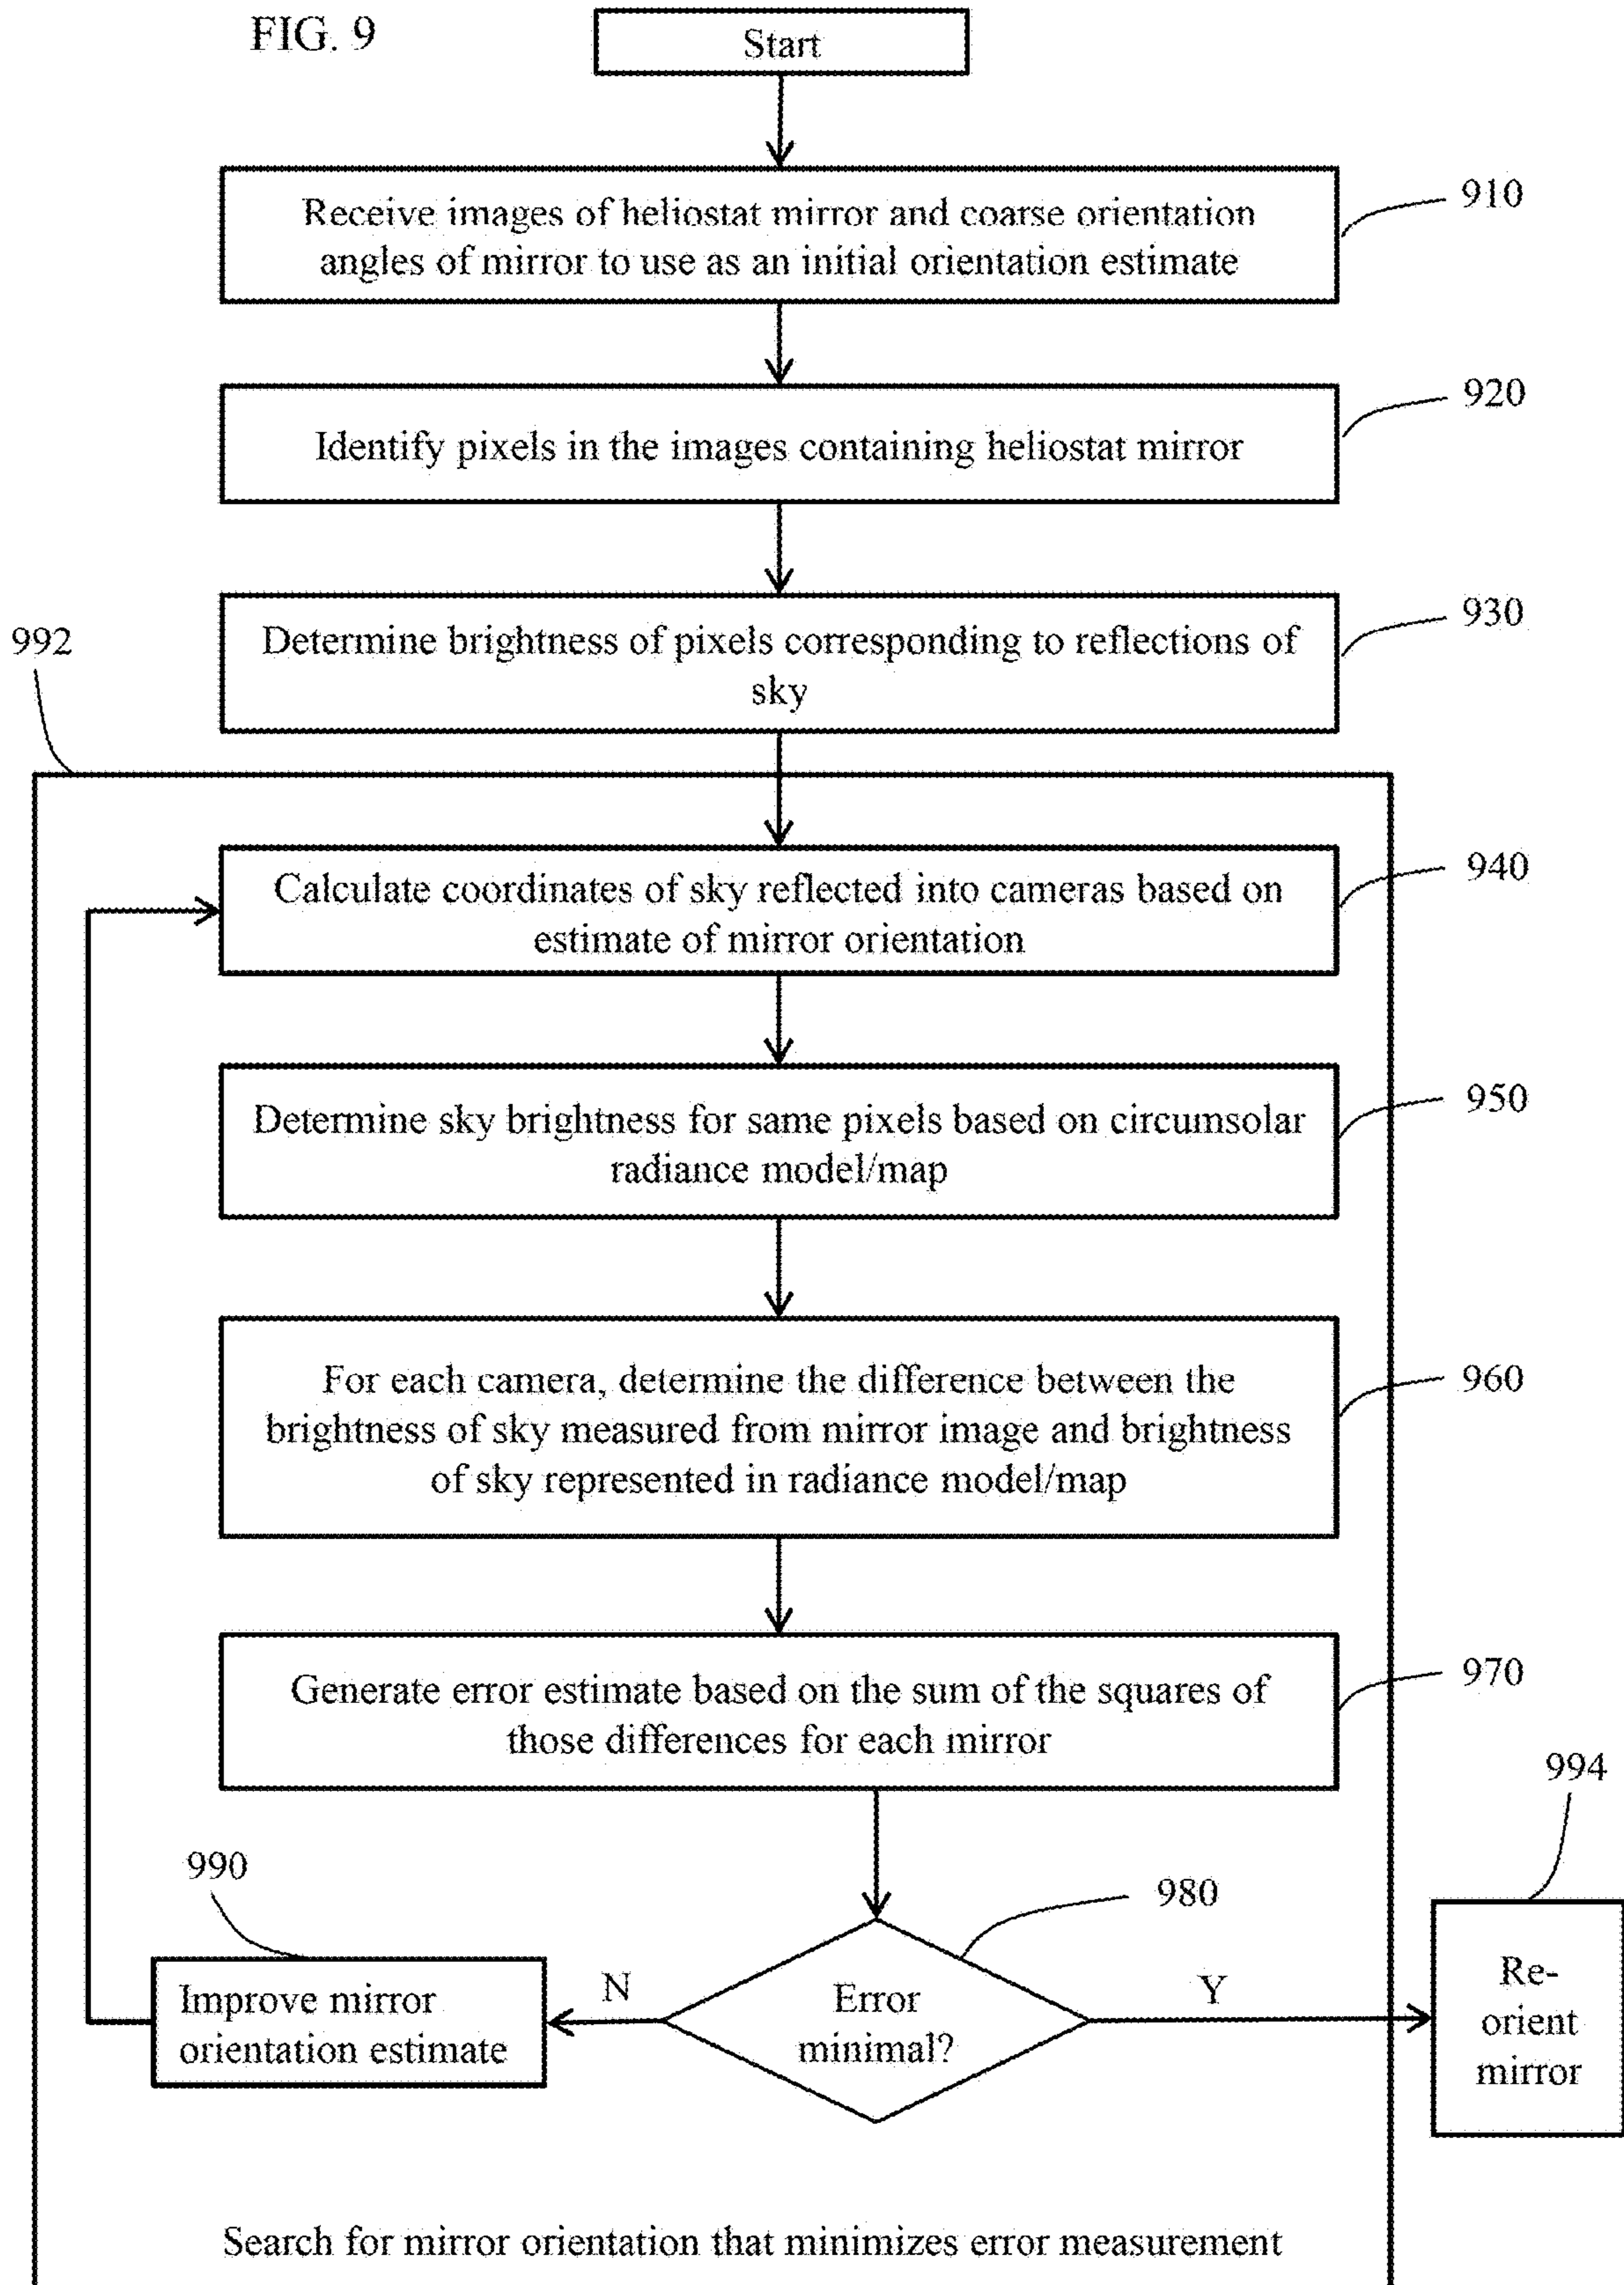 FIG. 9
Start
Receive images of heliostat mirror and coarse orientation
angles of mirror to use as an initial orientation estimate
910
Identify pixels in the images containing heliostat mirror
920
Determine brightness of pixels corresponding to reflections of
sky
930
992
Calculate coordinates of sky reflected into cameras based on
estimate of mirror orientation
940
Determine sky brightness for same pixels based on circumsolar
radiance model/map
950
For each camera, determine the difference between the
brightness of sky measured from mirror image and brightness
of sky represented in radiance model/map
960
Generate error estimate based on the sum of the squares of
those differences for each mirror
970
994
990
980
Improve mirror
orientation estimate
N
Error
minimal?
Y
Re-
orient
mirror
Search for mirror orientation that minimizes error measurement